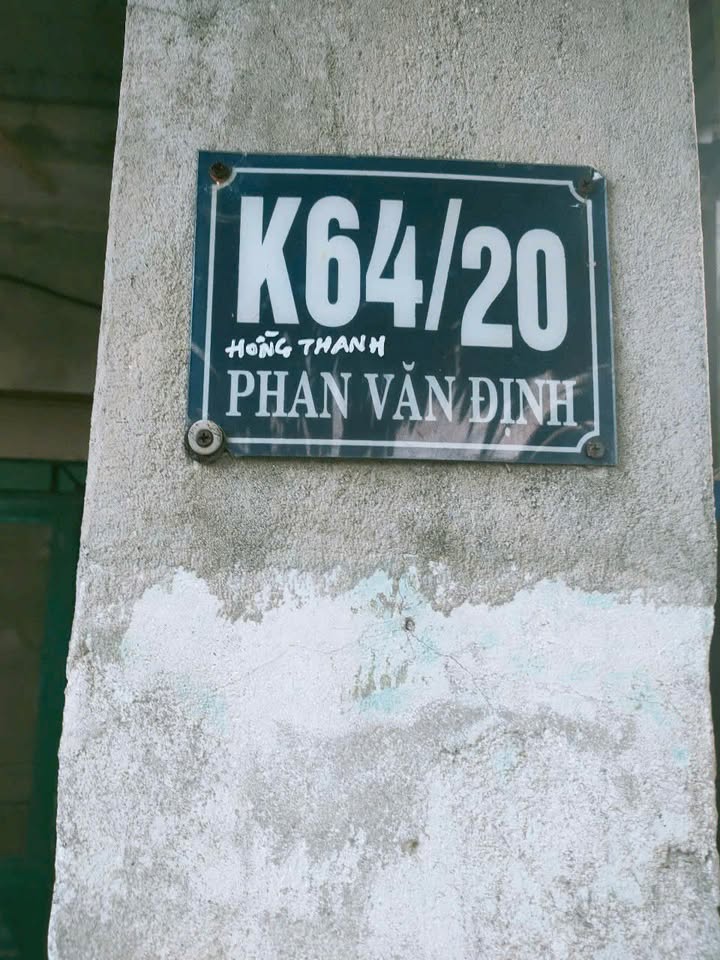 K64/20
HỒNG THANH
PHAN VĂN ĐỊNH